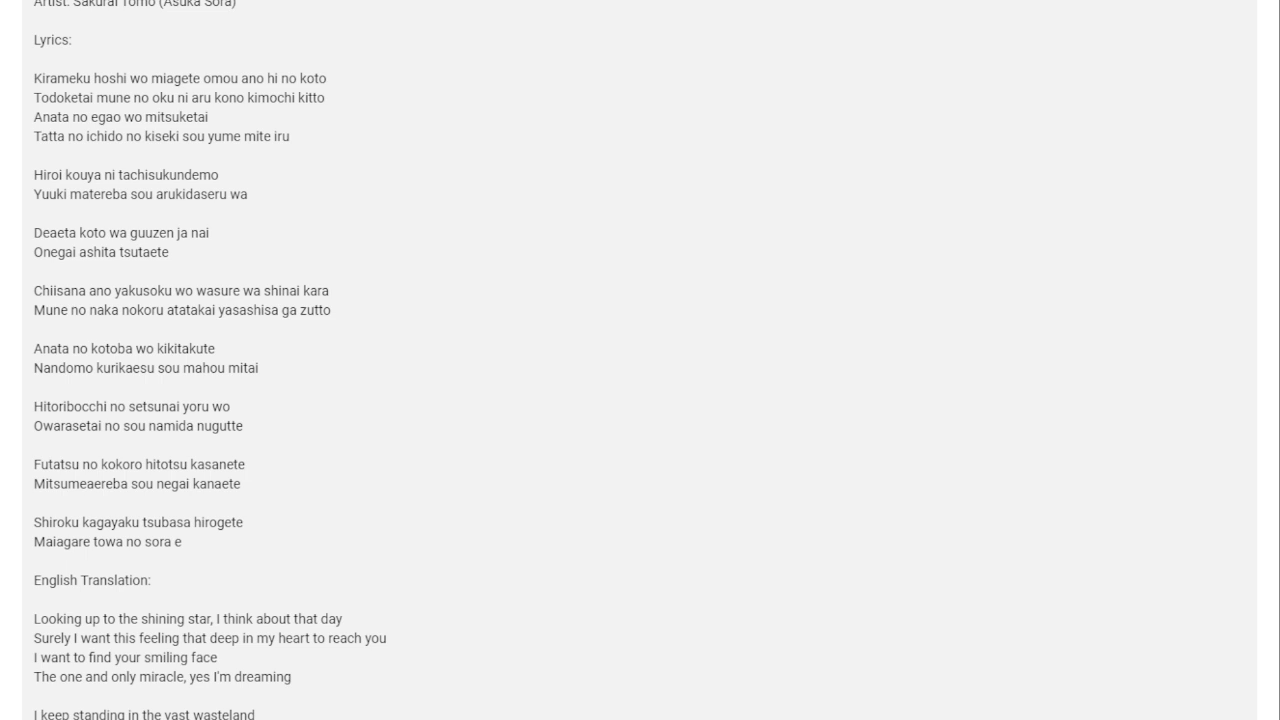 Artist: Sakurai Tomo (Asuka Sora)
Lyrics:
Kirameku hoshi wo miagete omou ano hi no koto
Todoketai mune no oku ni aru kono kimochi kitto
Anata no egao wo mitsuketai
Tatta no ichido no kiseki sou yume mite iru
Hiroi kouya ni tachisukundemo
Yuuki matereba sou arukidaseru wa
Deaeta koto wa guuzen ja nai
Onegai ashita tsutaete
Chiisana ano yakusoku wo wasure wa shinai kara
Mune no naka nokoru atatakai yasashisa ga zutto
Anata no kotoba wo kikitakute
Nandomo kurikaesu sou mahou mitai
Hitoribocchi no setsunai yoru wo
Owarasetai no sou namida nugutte
Futatsu no kokoro hitotsu kasanete
Mitsumeaereba sou negai kanaete
Shiroku kagayaku tsubasa hirogete
Maiagare towa no sora e
English Translation:
Looking up to the shining star, I think about that day
Surely I want this feeling that deep in my heart to reach you
I want to find your smiling face
The one and only miracle, yes I'm dreaming
I keep standing in the vast wasteland